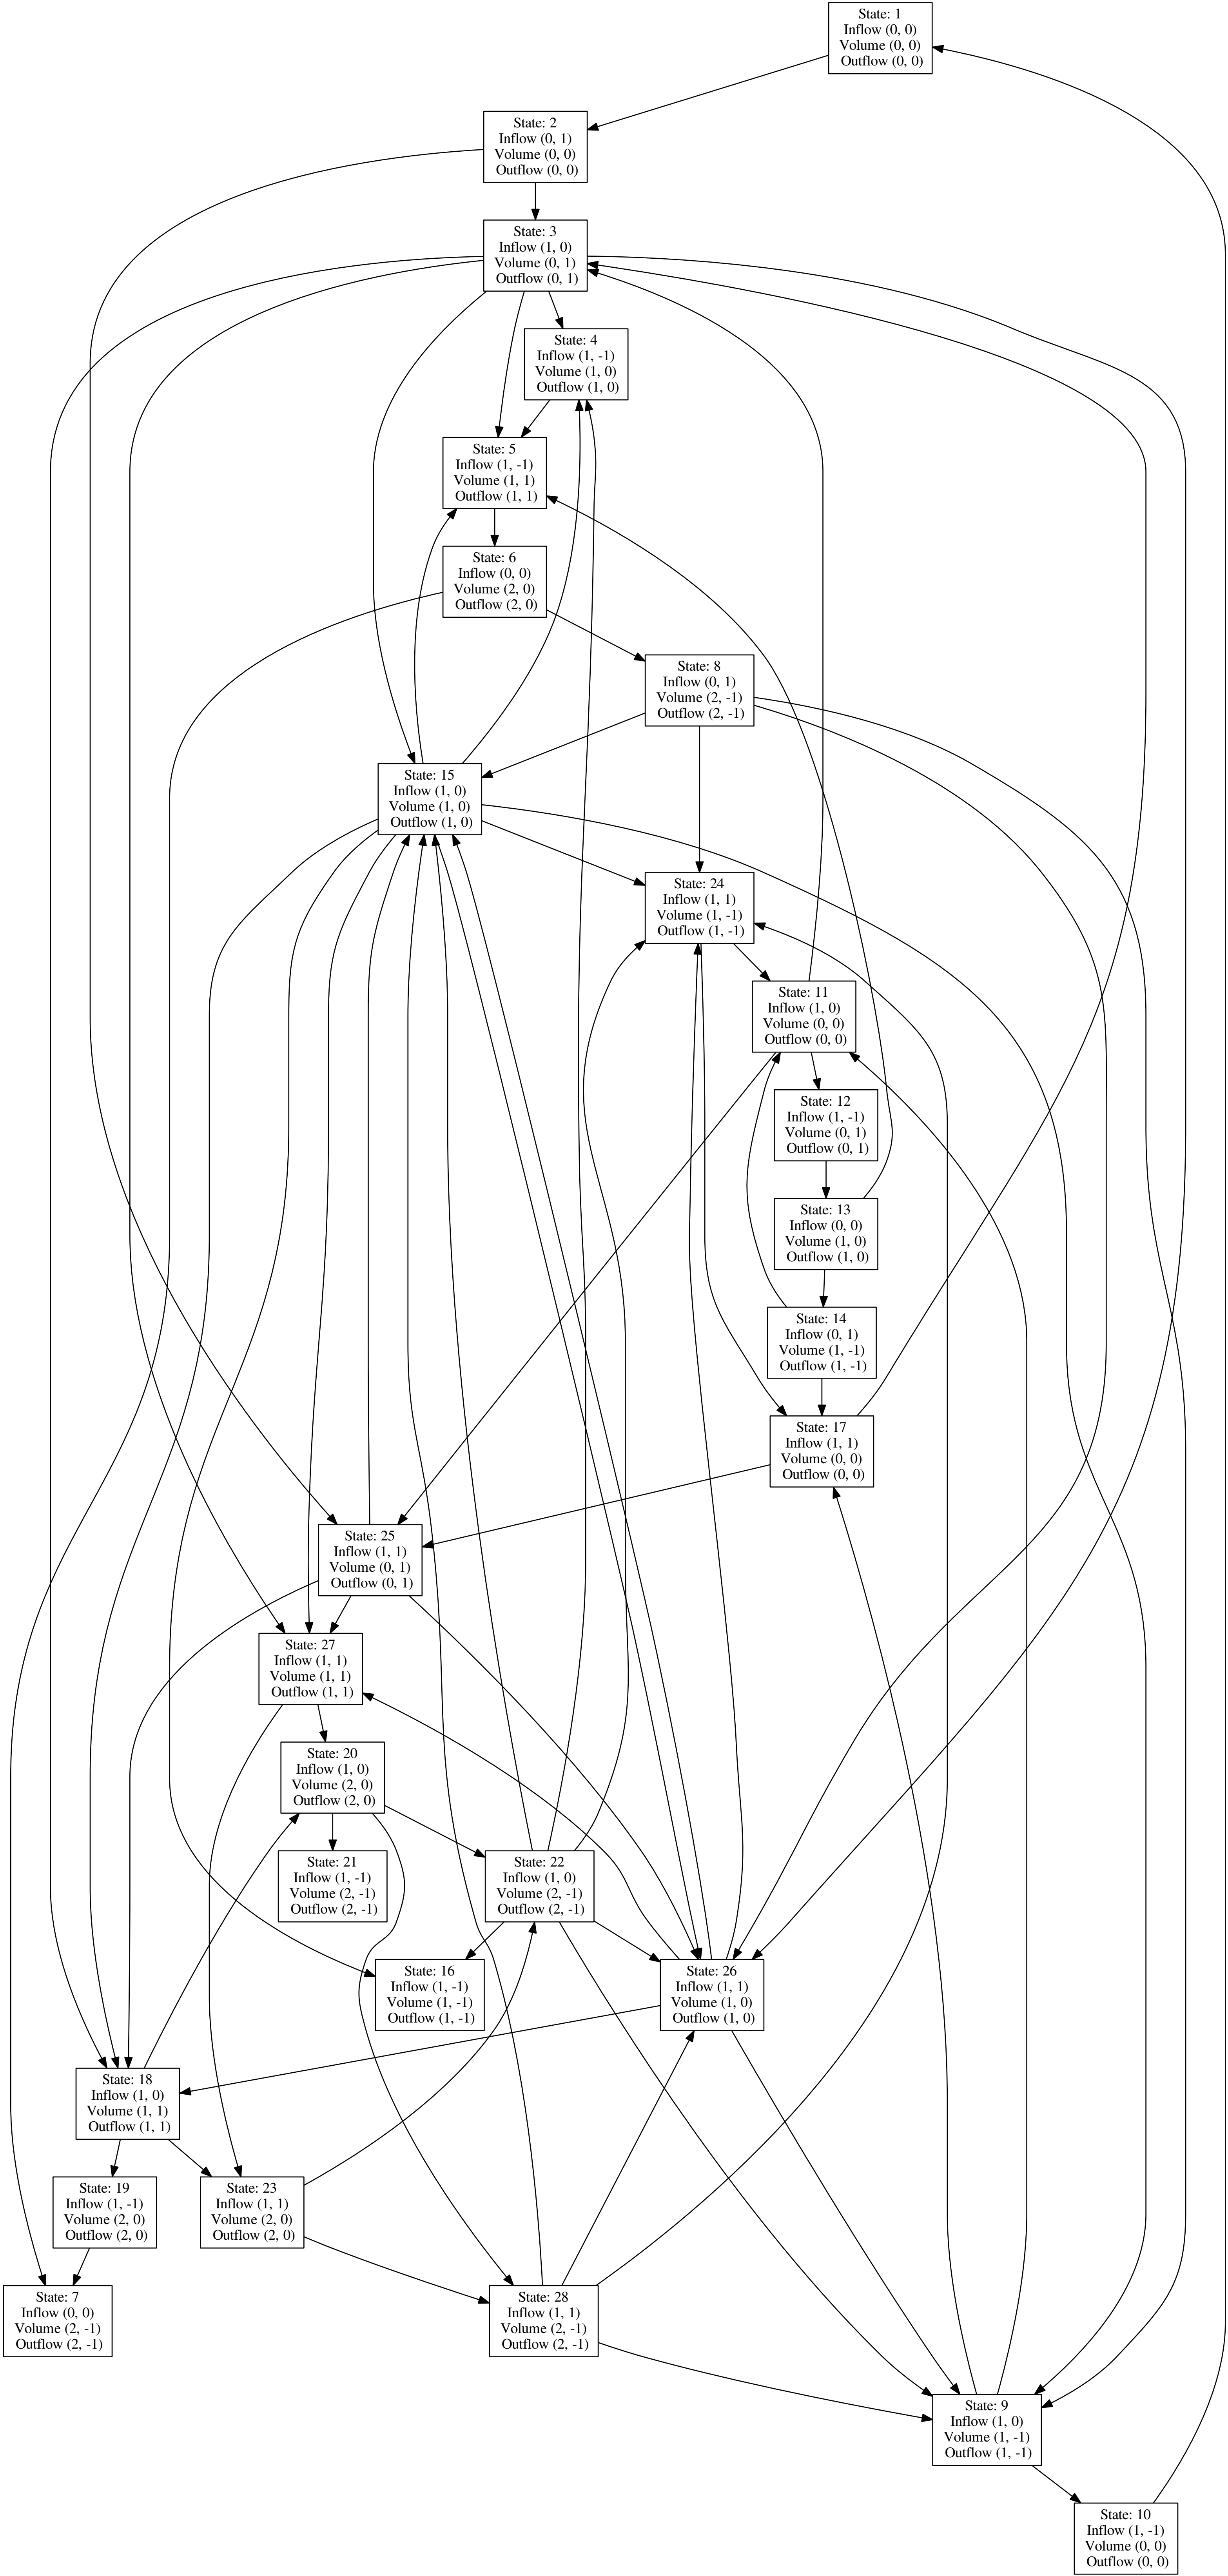 State: 1
Inflow (0, 0)
Volume (0, 0)
Outflow (0, 0)
State: 2
Inflow (0, 1)
Volume (0, 0)
Outflow (0, 0)
State: 3
Inflow (1, 0)
Volume (0, 1)
Outflow (0, 1)
State: 4
Inflow (1, -1)
Volume (1, 0)
Outflow (1, 0)
State: 5
Inflow (1, -1)
Volume (1, 1)
Outflow (1, 1)
State: 6
Inflow (0, 0)
Volume (2, 0)
Outflow (2, 0)
State: 8
Inflow (0, 1)
Volume (2, -1)
Outflow (2, -1)
State: 15
Inflow (1, 0)
Volume (1, 0)
Outflow (1, 0)
State: 24
Inflow (1, 1)
Volume (1, -1)
Outflow (1, -1)
State: 11
Inflow (1, 0)
Volume (0, 0)
Outflow (0, 0)
State: 12
Inflow (1, -1)
Volume (0, 1)
Outflow (0, 1)
State: 13
Inflow (0, 0)
Volume (1, 0)
Outflow (1, 0)
State: 14
Inflow (0, 1)
Volume (1, -1)
Outflow (1, -1)
State: 17
Inflow (1, 1)
Volume (0, 0)
Outflow (0, 0)
State: 25
Inflow (1, 1)
Volume (0, 1)
Outflow (0, 1)
State: 27
Inflow (1, 1)
Volume (1, 1)
Outflow (1, 1)
State: 20
Inflow (1, 0)
Volume (2, 0)
Outflow (2, 0)
State: 21
Inflow (1, -1)
Volume (2, -1)
Outflow (2, -1)
State: 22
Inflow (1, 0)
Volume (2, -1)
Outflow (2, -1)
State: 16
Inflow (1, -1)
Volume (1, -1)
Outflow (1, -1)
State: 26
Inflow (1, 1)
Volume (1, 0)
Outflow (1, 0)
State: 18
Inflow (1, 0)
Volume (1, 1)
Outflow (1, 1)
State: 19
Inflow (1, -1)
Volume (2, 0)
Outflow (2, 0)
State: 23
Inflow (1, 1)
Volume (2, 0)
Outflow (2, 0)
State: 7
Inflow (0, 0)
Volume (2, -1)
Outflow (2, -1)
State: 28
Inflow (1, 1)
Volume (2, -1)
Outflow (2, -1)
State: 9
Inflow (1, 0)
Volume (1, -1)
Outflow (1, -1)
State: 10
Inflow (1, -1)
Volume (0, 0)
Outflow (0, 0)